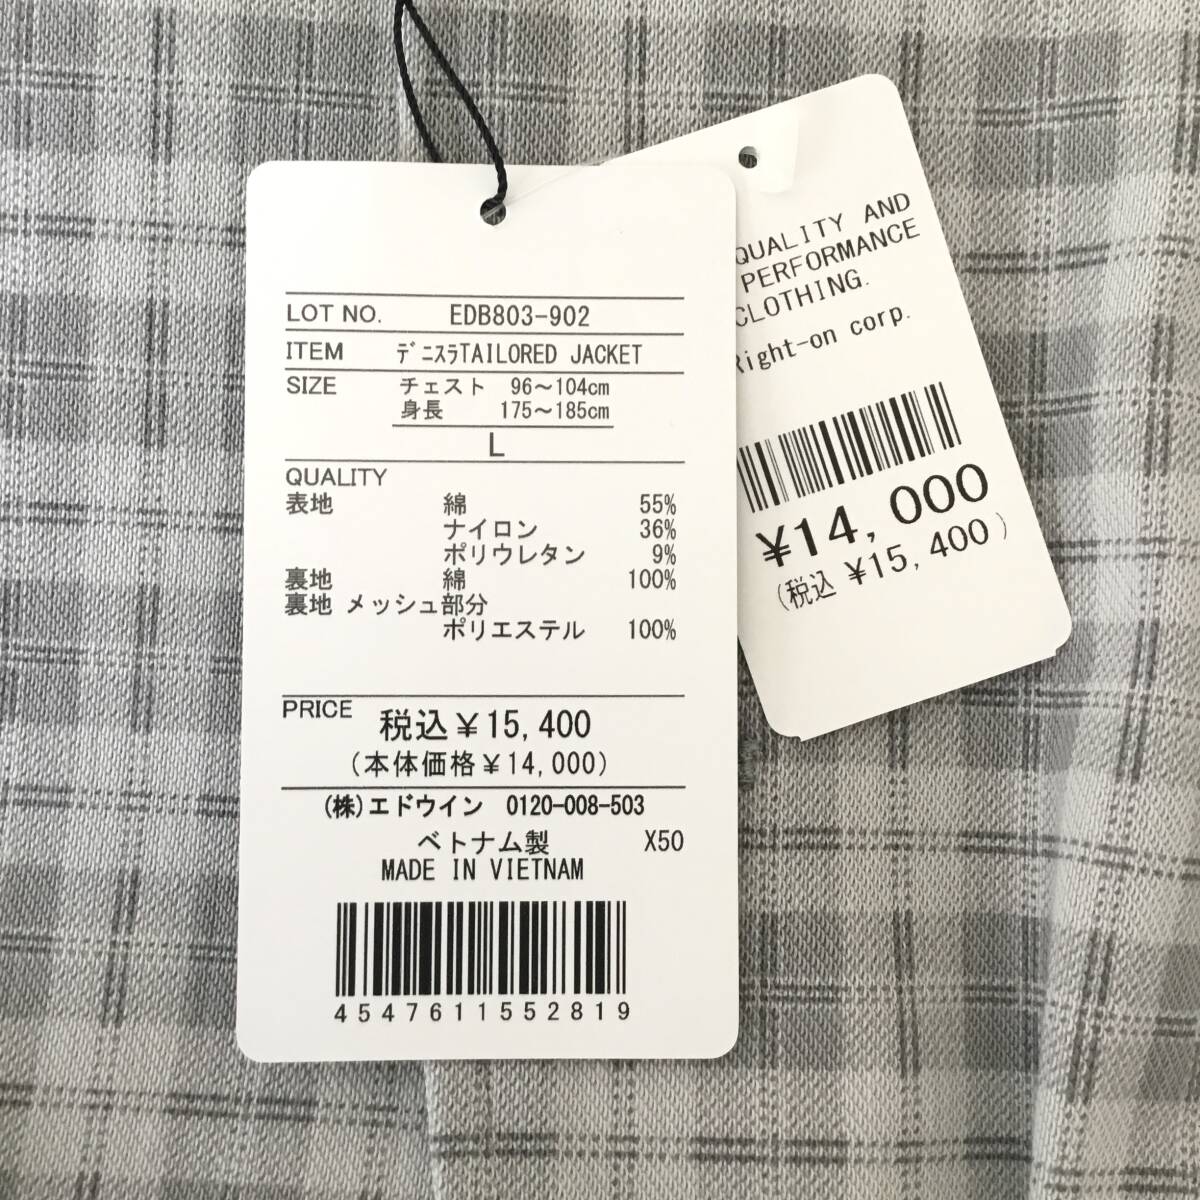 LOT NO. EDB803-902
ITEM ﾃﾞﾆｽﾗTAILORED JACKET
SIZE チェスト 96～104cm
身長 175～185cm
L
QUALITY
表地 綿 55%
ナイロン 36%
ポリウレタン 9%
裏地 綿 100%
裏地 メッシュ部分
ポリエステル 100%
PRICE 税込￥15,400
(本体価格￥14,000)
(株)エドウイン 0120-008-503
ベトナム製 X50
MADE IN VIETNAM
4547611552819
QUALITY AND
PERFORMANCE
CLOTHING.
Right-on corp.
￥14,000
(税込 ￥15,400)